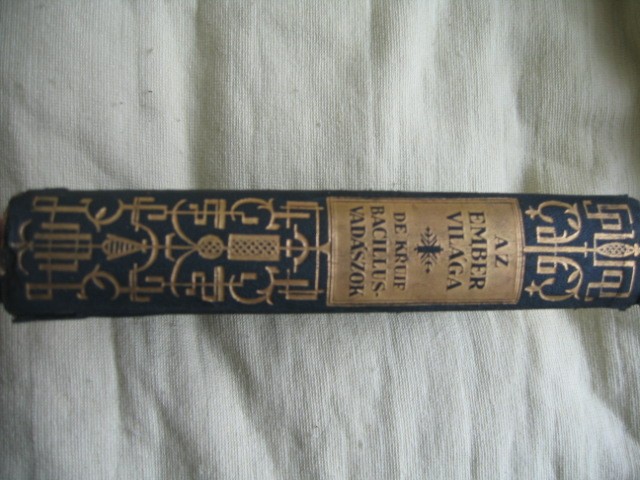 AZ
EMBER
VILÁGA
DE KRUIF
BACILLUS-
VADÁSZOK